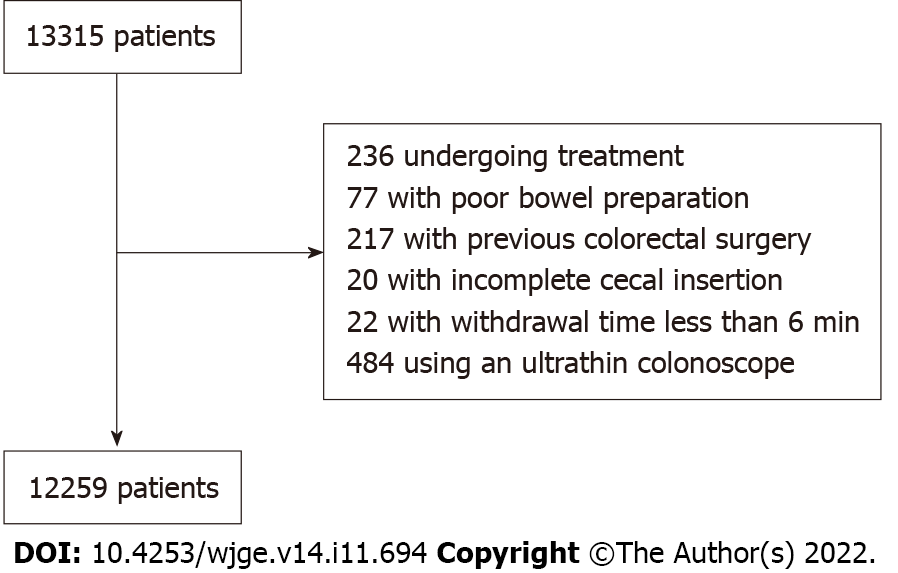 13315 patients
236 undergoing treatment
77 with poor bowel preparation
217 with previous colorectal surgery
20 with incomplete cecal insertion
22 with withdrawal time less than 6 min
484 using an ultrathin colonoscope
12259 patients
DOI: 10.4253/wjge.v14.i11.694 Copyright ©The Author(s) 2022.